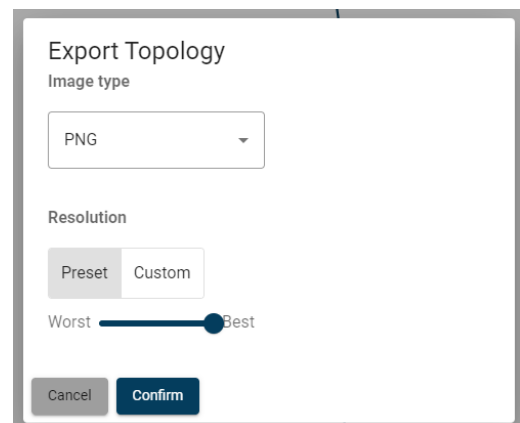 Export Topology
Image type
PNG
Resolution
Preset Custom
Worst Best
Cancel Confirm